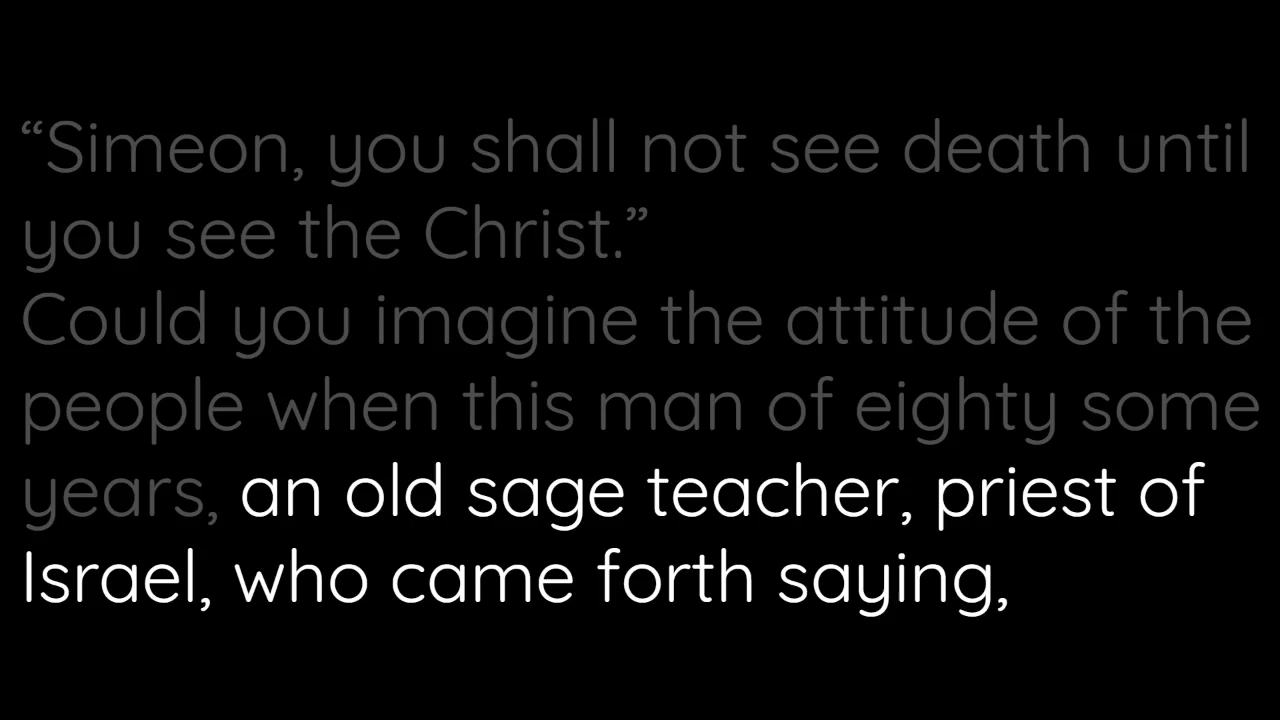 “Simeon, you shall not see death until
you see the Christ.”
Could you imagine the attitude of the
people when this man of eighty some
years, an old sage teacher, priest of
Israel, who came forth saying,